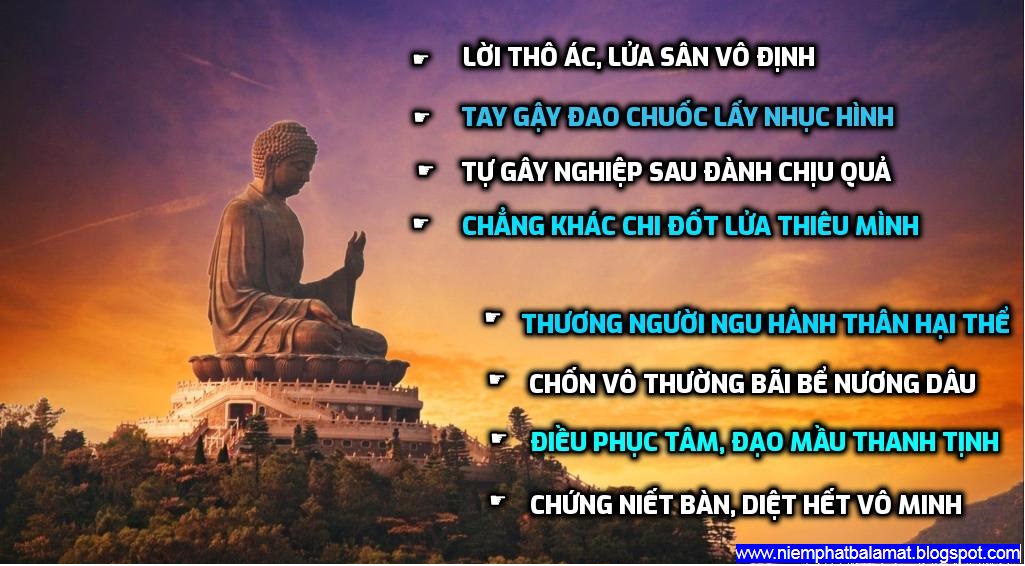 LỜI THÔ ÁC, LỬA SÂN VÔ ĐỊNH
TAY GẬY ĐAO CHUỐC LẤY NHỤC HÌNH
TỰ GÂY NGHIỆP SAU ĐÀNH CHỊU QUẢ
CHẲNG KHÁC CHI ĐỐT LỬA THIÊU MÌNH
THƯƠNG NGƯỜI NGU HÀNH THÂN HẠI THỂ
CHỐN VÔ THƯỜNG BÃI BỂ NƯƠNG DÂU
ĐIỀU PHỤC TÂM, ĐẠO MẦU THANH TỊNH
CHỨNG NIẾT BÀN, DIỆT HẾT VÔ MINH
www.niemphatbalamat.blogspot.com